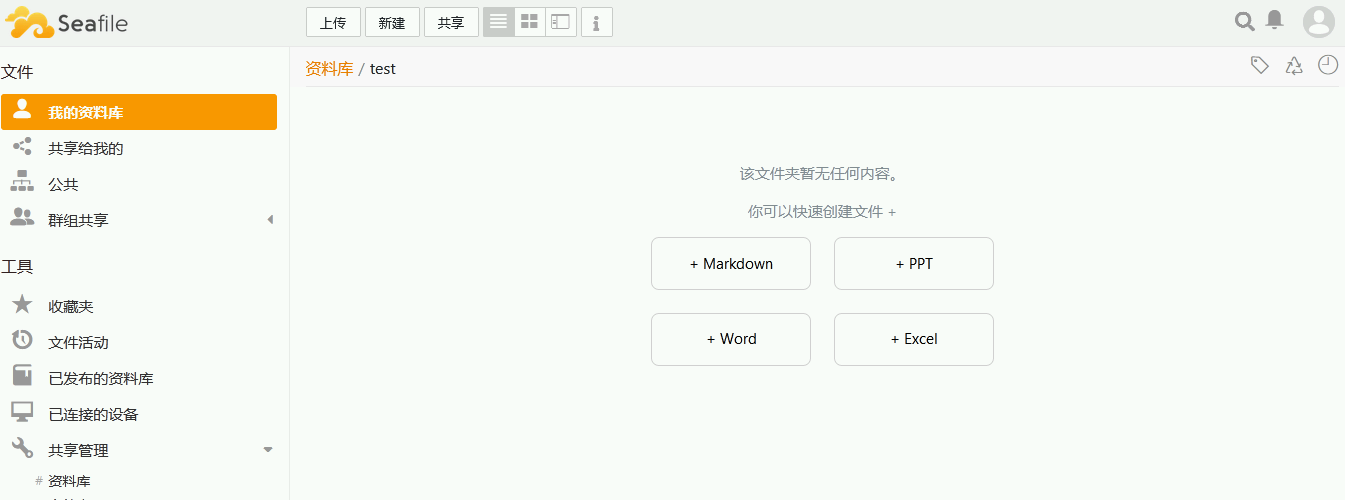 Seafile
上传 新建 共享
文件
我的资料库
共享给我的
公共
群组共享
工具
收藏夹
文件活动
已发布的资料库
已连接的设备
共享管理
# 资料库
资料库 / test
该文件夹暂无任何内容。
你可以快速创建文件 +
+ Markdown
+ PPT
+ Word
+ Excel